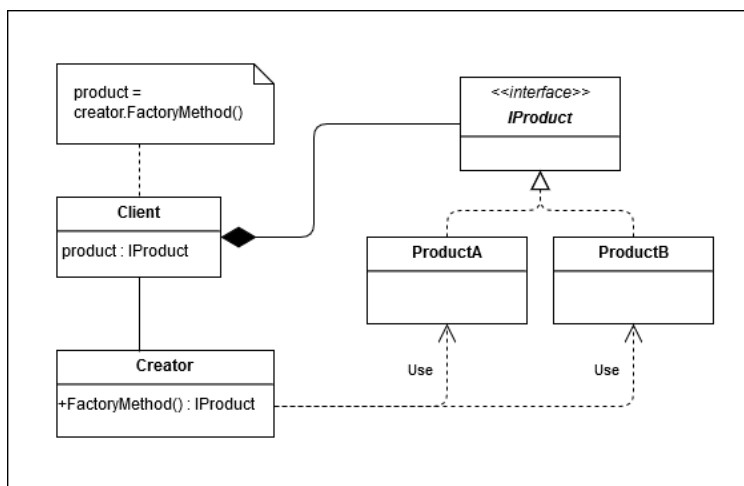 product =
creator.FactoryMethod()
<<interface>>
IProduct
Client
product : IProduct
ProductA
ProductB
Creator
+FactoryMethod() : IProduct
Use
Use